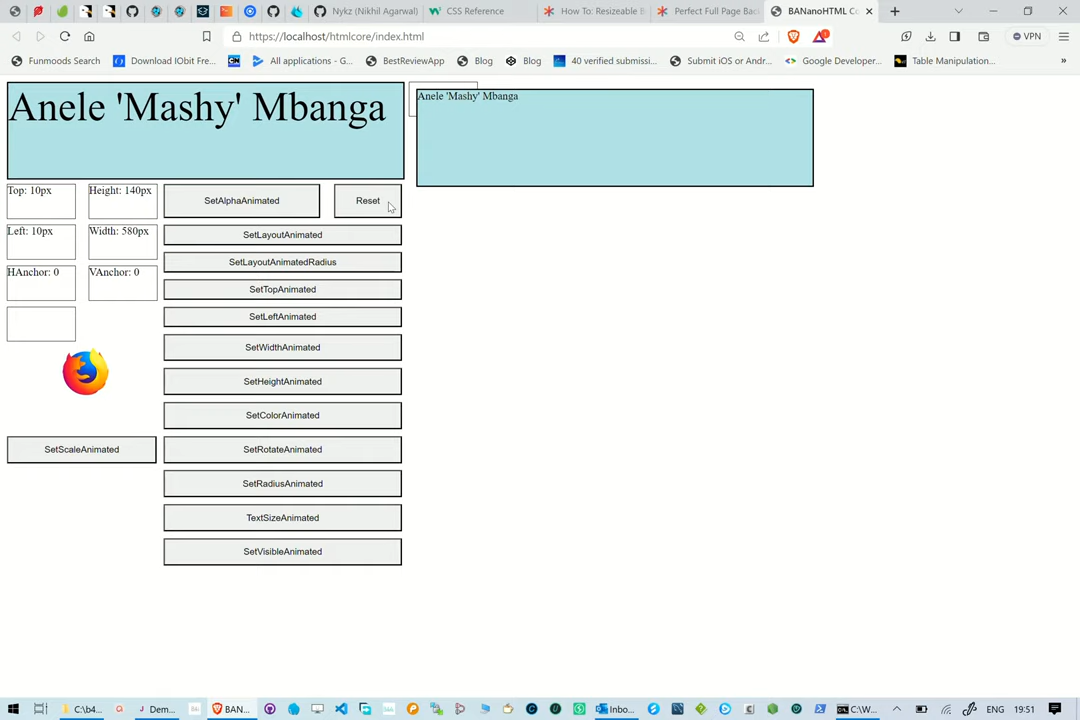 Nykz (Nikhil Agarwal)
CSS Reference
How To: Resizeable B
Perfect Full Page Bac
BANanoHTML Co
https://localhost/htmlcore/index.html
VPN
Funmoods Search
Download IObit Fre...
All applications - G...
BestReviewApp
Blog
Blog
40 verified submissi...
Submit iOS or Andr...
Google Developer...
Table Manipulation...
»
Anele 'Mashy' Mbanga
Anele 'Mashy' Mbanga
Top: 10px
Height: 140px
SetAlphaAnimated
Reset
Left: 10px
Width: 580px
SetLayoutAnimated
SetLayoutAnimatedRadius
HAnchor: 0
VAnchor: 0
SetTopAnimated
SetLeftAnimated
SetWidthAnimated
SetHeightAnimated
SetColorAnimated
SetScaleAnimated
SetRotateAnimated
SetRadiusAnimated
TextSizeAnimated
SetVisibleAnimated
C:\b4...
Dem...
BAN...
Inbo...
C:\W...
ENG
19:51